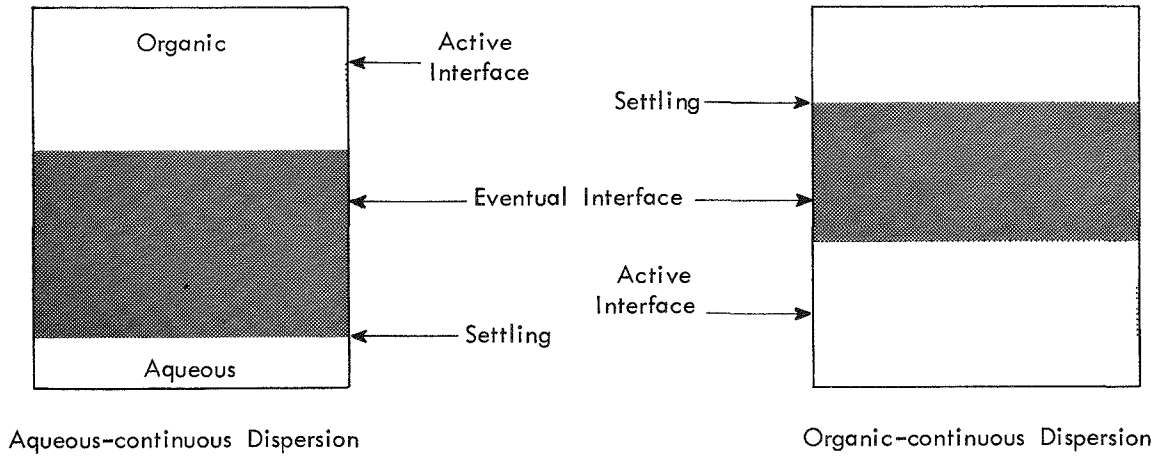 Organic
Active
Interface
Settling
Eventual Interface
Active
Interface
Settling
Aqueous
Aqueous-continuous Dispersion
Organic-continuous Dispersion